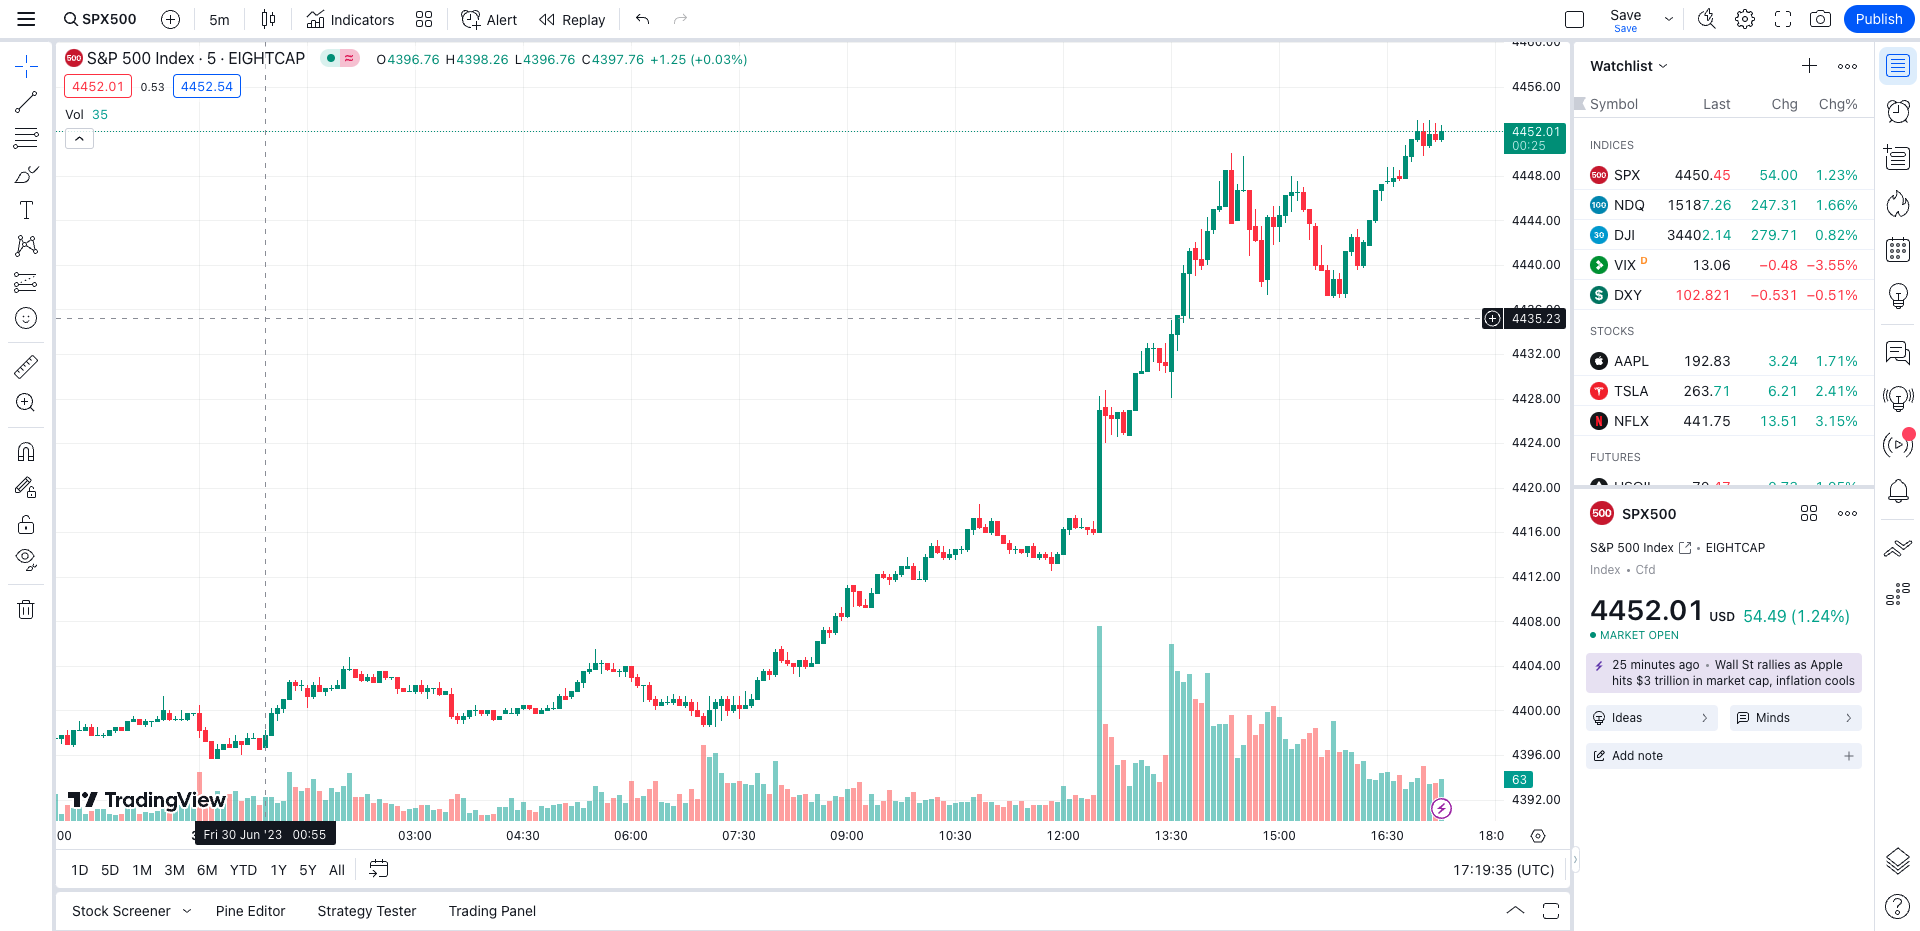 SPX500 5m Indicators Alert Replay Save Save Publish
500 S&P 500 Index · 5 · EIGHTCAP O4396.76 H4398.26 L4396.76 C4397.76 +1.25 (+0.03%)
4452.01 0.53 4452.54
Vol 35
4456.00
4452.01
00:25
4448.00
4444.00
4440.00
4435.23
4432.00
4428.00
4424.00
4420.00
4416.00
4412.00
4408.00
4404.00
4400.00
4396.00
63
4392.00
TradingView
00 Fri 30 Jun '23 00:55 03:00 04:30 06:00 07:30 09:00 10:30 12:00 13:30 15:00 16:30 18:0
1D 5D 1M 3M 6M YTD 1Y 5Y All 17:19:35 (UTC)
Stock Screener Pine Editor Strategy Tester Trading Panel
Watchlist
Symbol Last Chg Chg%
INDICES
500 SPX 4450.45 54.00 1.23%
100 NDQ 15187.26 247.31 1.66%
30 DJI 34402.14 279.71 0.82%
VIX D 13.06 −0.48 −3.55%
$ DXY 102.821 −0.531 −0.51%
STOCKS
AAPL 192.83 3.24 1.71%
TSLA 263.71 6.21 2.41%
N NFLX 441.75 13.51 3.15%
FUTURES
500 SPX500
S&P 500 Index • EIGHTCAP
Index • Cfd
4452.01 USD 54.49 (1.24%)
MARKET OPEN
25 minutes ago • Wall St rallies as Apple
hits $3 trillion in market cap, inflation cools
Ideas Minds
Add note